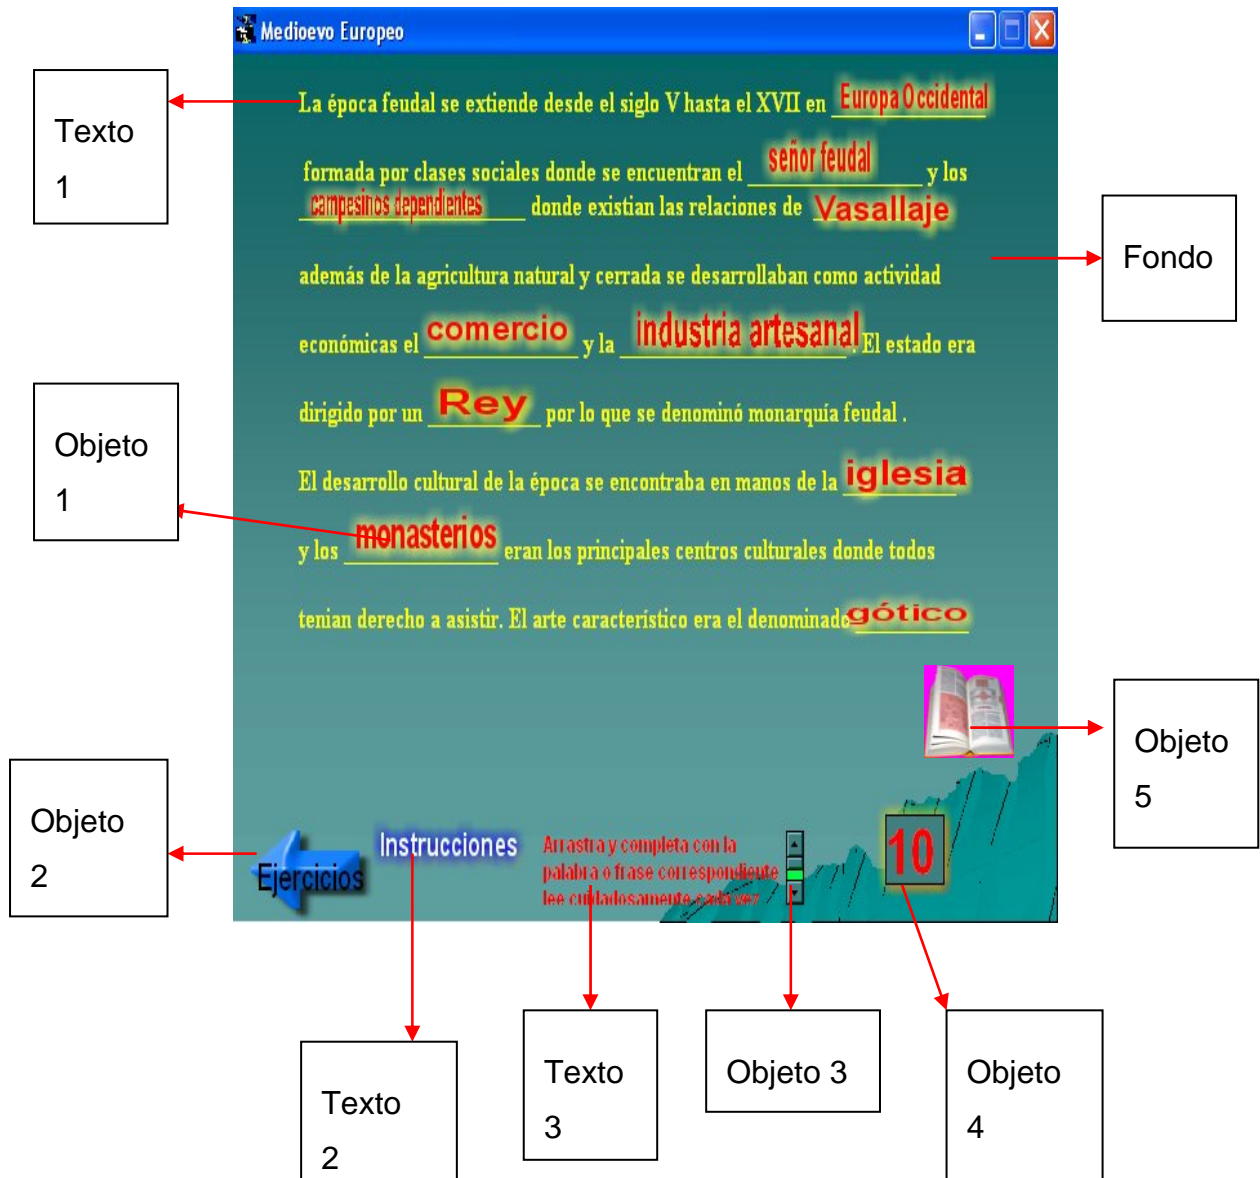 Medioevo Europeo
Texto
1
La época feudal se extiende desde el siglo V hasta el XVII en Europa Occidental
formada por clases sociales donde se encuentran el señor feudal y los
campesinos dependientes donde existian las relaciones de Vasallaje
Fondo
además de la agricultura natural y cerrada se desarrollaban como actividad
económicas el comercio y la industria artesanal . El estado era
dirigido por un Rey por lo que se denominó monarquía feudal .
Objeto
1
El desarrollo cultural de la época se encontraba en manos de la iglesia
y los monasterios eran los principales centros culturales donde todos
tenian derecho a asistir. El arte característico era el denominado gótico
Objeto
5
Objeto
2
Ejercicios
Instrucciones
Arrastra y completa con la
palabra o frase correspondiente
lee cuidadosamente cada vez
10
Texto
2
Texto
3
Objeto 3
Objeto
4